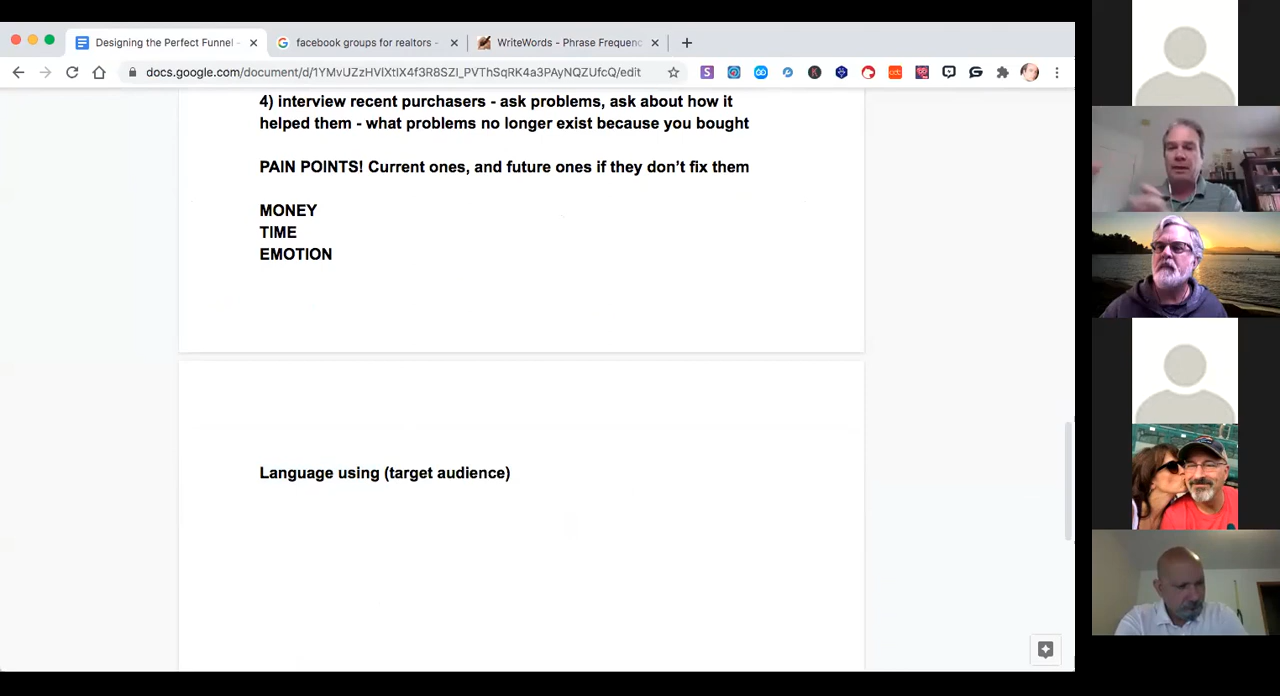 Designing the Perfect Funnel -
facebook groups for realtors -
WriteWords - Phrase Frequenc
docs.google.com/document/d/1YMvUZzHVIXtIX4f3R8SZI_PVThSqRK4a3PAyNQZUfcQ/edit
4) interview recent purchasers - ask problems, ask about how it
helped them - what problems no longer exist because you bought
PAIN POINTS! Current ones, and future ones if they don’t fix them
MONEY
TIME
EMOTION
Language using (target audience)